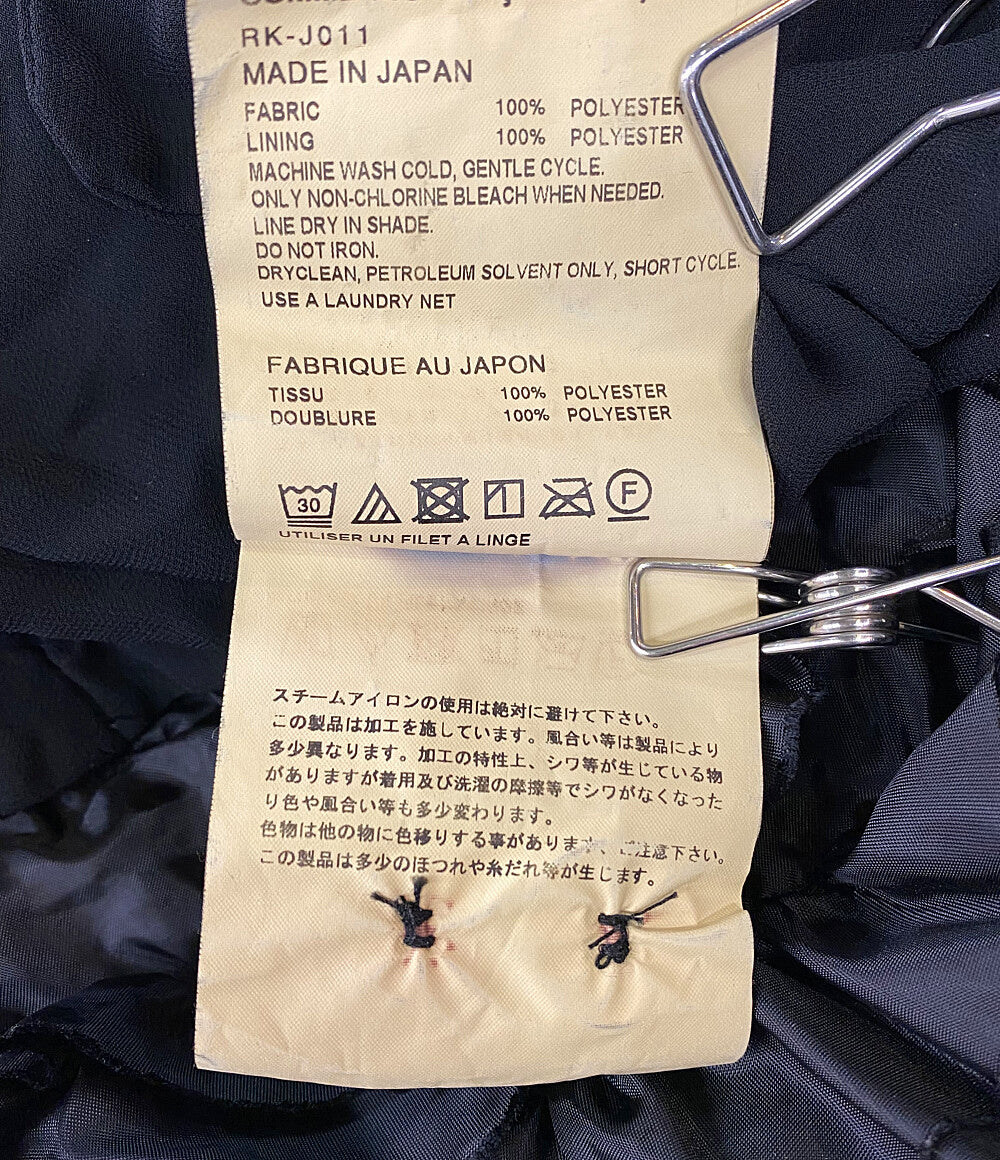 RK-J011
MADE IN JAPAN
FABRIC 100% POLYESTER
LINING 100% POLYESTER
MACHINE WASH COLD, GENTLE CYCLE.
ONLY NON-CHLORINE BLEACH WHEN NEEDED.
LINE DRY IN SHADE.
DO NOT IRON.
DRYCLEAN, PETROLEUM SOLVENT ONLY, SHORT CYCLE.
USE A LAUNDRY NET
FABRIQUE AU JAPON
TISSU 100% POLYESTER
DOUBLURE 100% POLYESTER
30 F
UTILISER UN FILET A LINGE
スチームアイロンの使用は絶対に避けて下さい。
この製品は加工を施しています。風合い等は製品により
多少異なります。加工の特性上、シワ等が生じている物
がありますが着用及び洗濯の摩擦等でシワがなくなった
り色や風合い等も多少変わります。
色物は他の物に色移りする事があります ご注意下さい。
この製品は多少のほつれや糸だれ等が生じます。